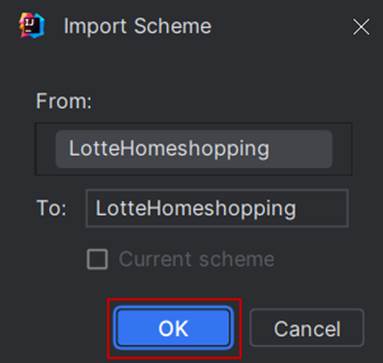 Import Scheme
From:
LotteHomeshopping
To: LotteHomeshopping
Current scheme
OK Cancel